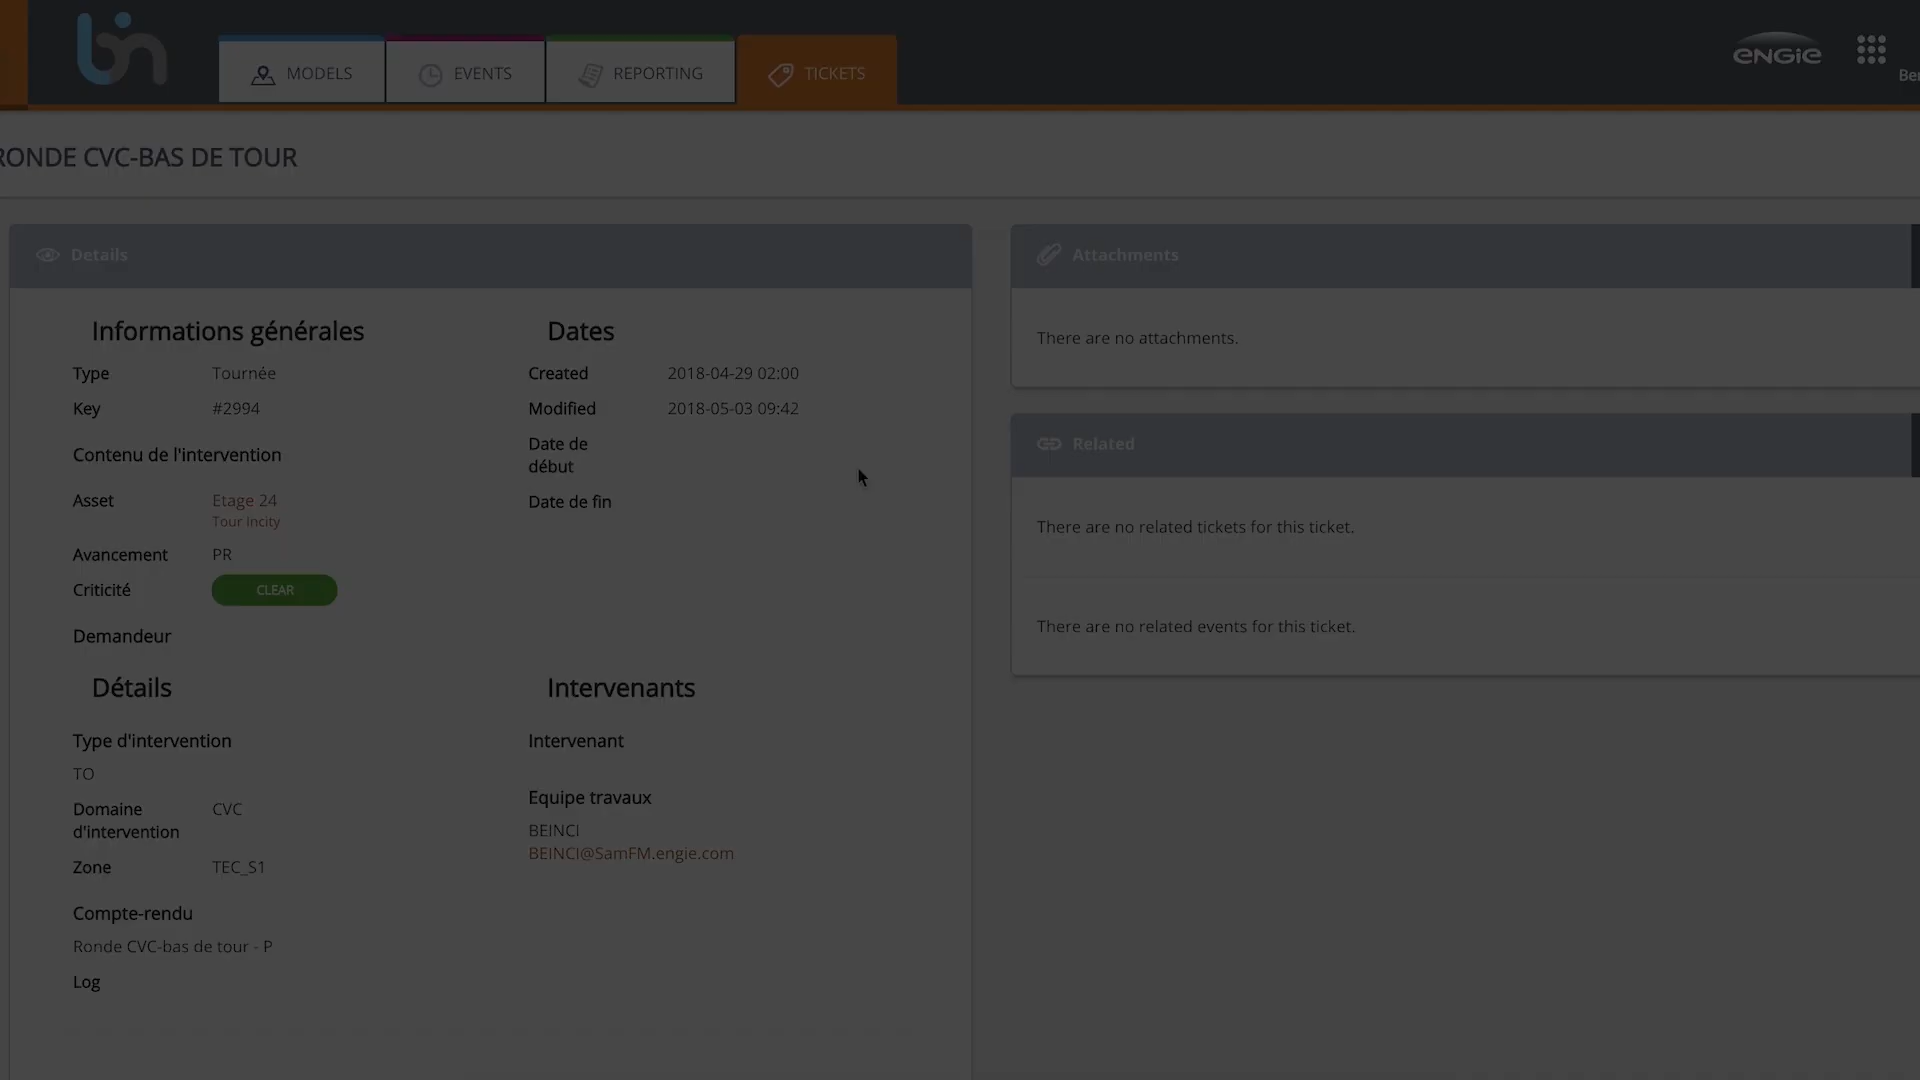 bin
MODELS
EVENTS
REPORTING
TICKETS
ENGIE
RONDE CVC-BAS DE TOUR
Details
Informations générales
Type Tournée
Key #2994
Contenu de l'intervention
Asset Etage 24
Tour Incity
Avancement PR
Criticité CLEAR
Demandeur
Dates
Created 2018-04-29 02:00
Modified 2018-05-03 09:42
Date de
début
Date de fin
Détails
Type d'intervention
TO
Domaine CVC
d'intervention
Zone TEC_S1
Compte-rendu
Ronde CVC-bas de tour - P
Log
Intervenants
Intervenant
Equipe travaux
BEINCI
BEINCI@SamFM.engie.com
Attachments
There are no attachments.
Related
There are no related tickets for this ticket.
There are no related events for this ticket.